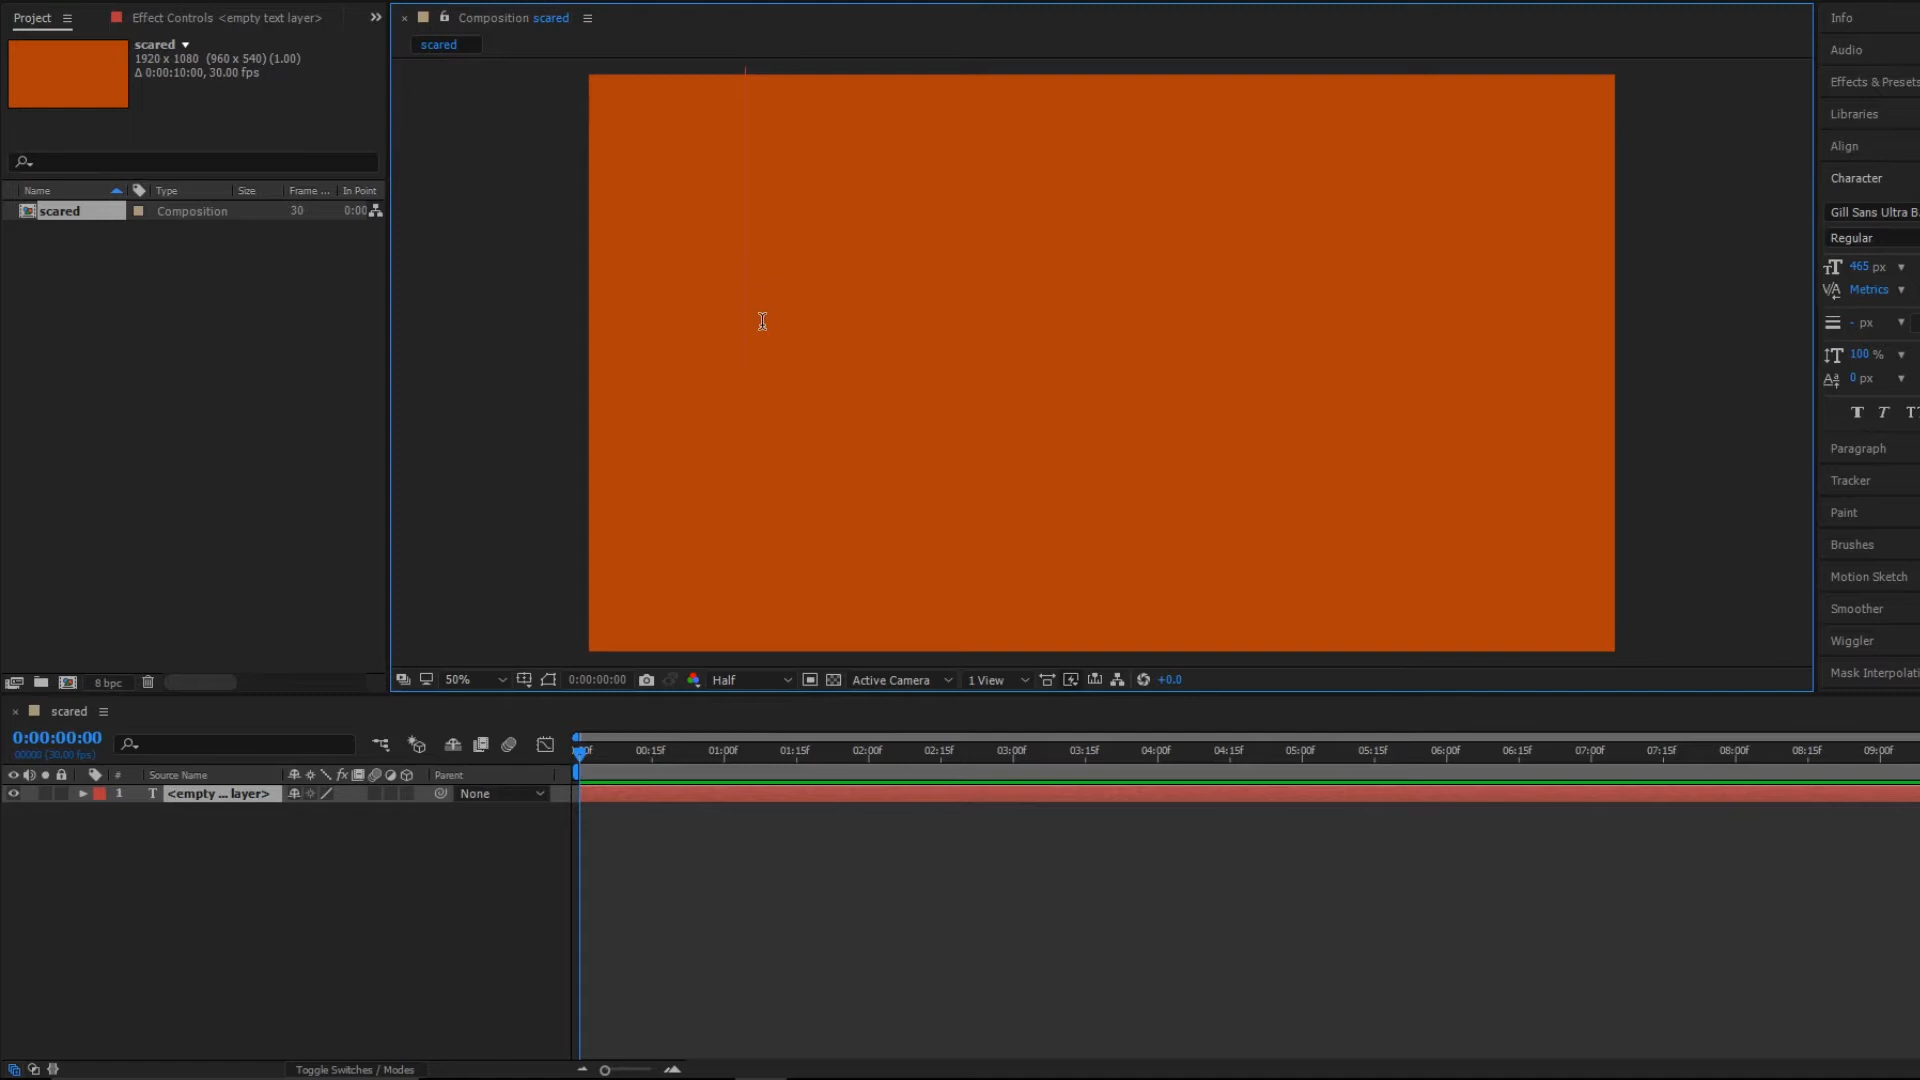 Project
Effect Controls <empty text layer>
Composition scared
scared
scared
1920 x 1080 (960 x 540) (1.00)
Δ 0:00:10:00, 30.00 fps
Name Type Size Frame ... In Point
scared Composition 30 0:00
Info
Audio
Effects & Presets
Libraries
Align
Character
Gill Sans Ultra B
Regular
465 px
Metrics
- px
100 %
0 px
Paragraph
Tracker
Paint
Brushes
Motion Sketch
Smoother
Wiggler
Mask Interpolati
8 bpc
50% 0:00:00:00 Half Active Camera 1 View +0.0
scared
0:00:00:00
00000 (30.00 fps)
00:15f 01:00f 01:15f 02:00f 02:15f 03:00f 03:15f 04:00f 04:15f 05:00f 05:15f 06:00f 06:15f 07:00f 07:15f 08:00f 08:15f 09:00f
# Source Name Parent
1 T <empty ... layer> None
Toggle Switches / Modes